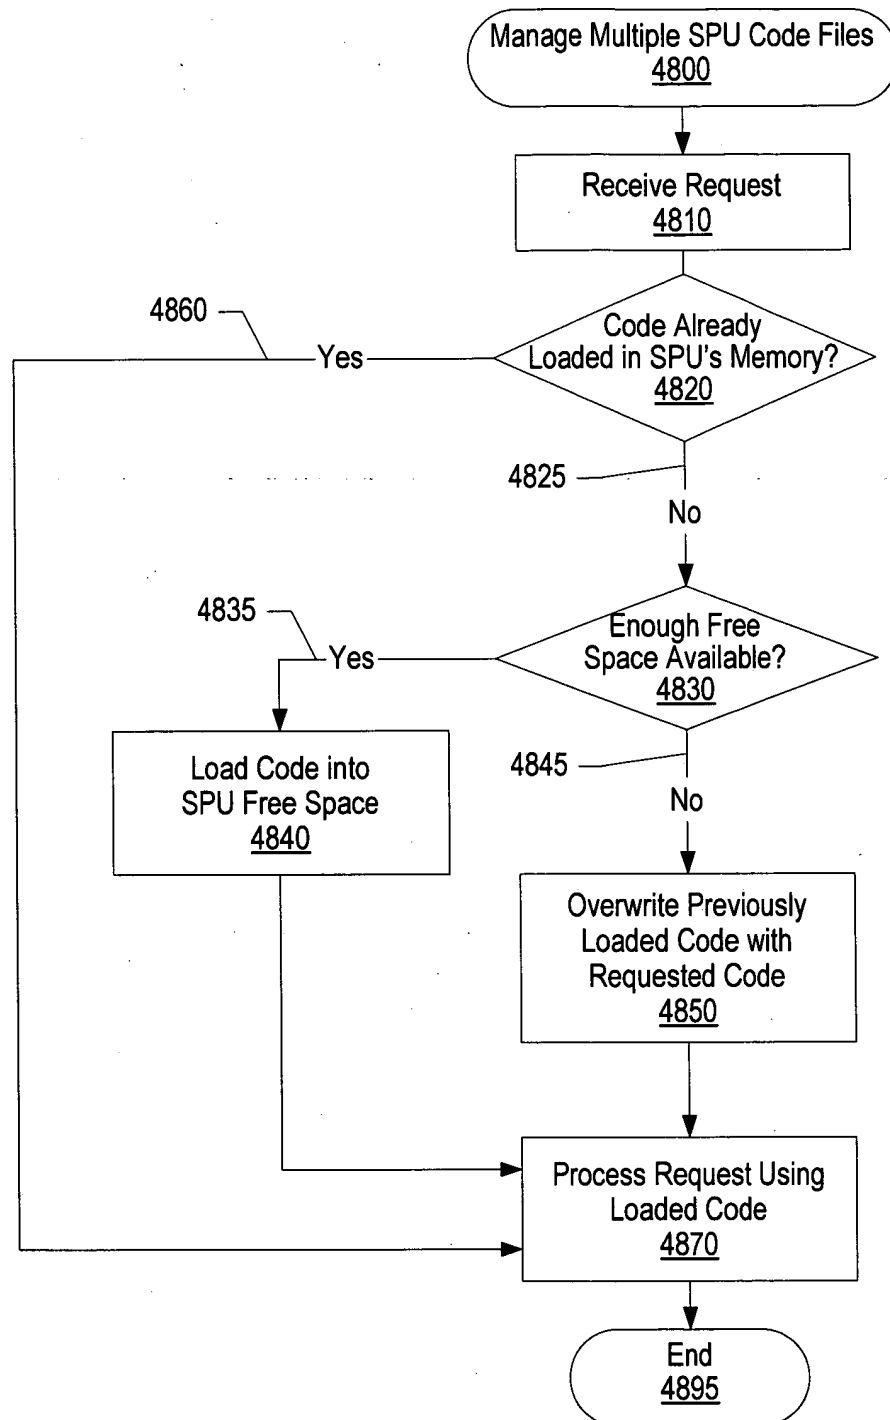 Manage Multiple SPU Code Files
4800
Receive Request
4810
4860
Yes
Code Already
Loaded in SPU's Memory?
4820
4825
No
4835
Yes
Enough Free
Space Available?
4830
4845
No
Load Code into
SPU Free Space
4840
Overwrite Previously
Loaded Code with
Requested Code
4850
Process Request Using
Loaded Code
4870
End
4895